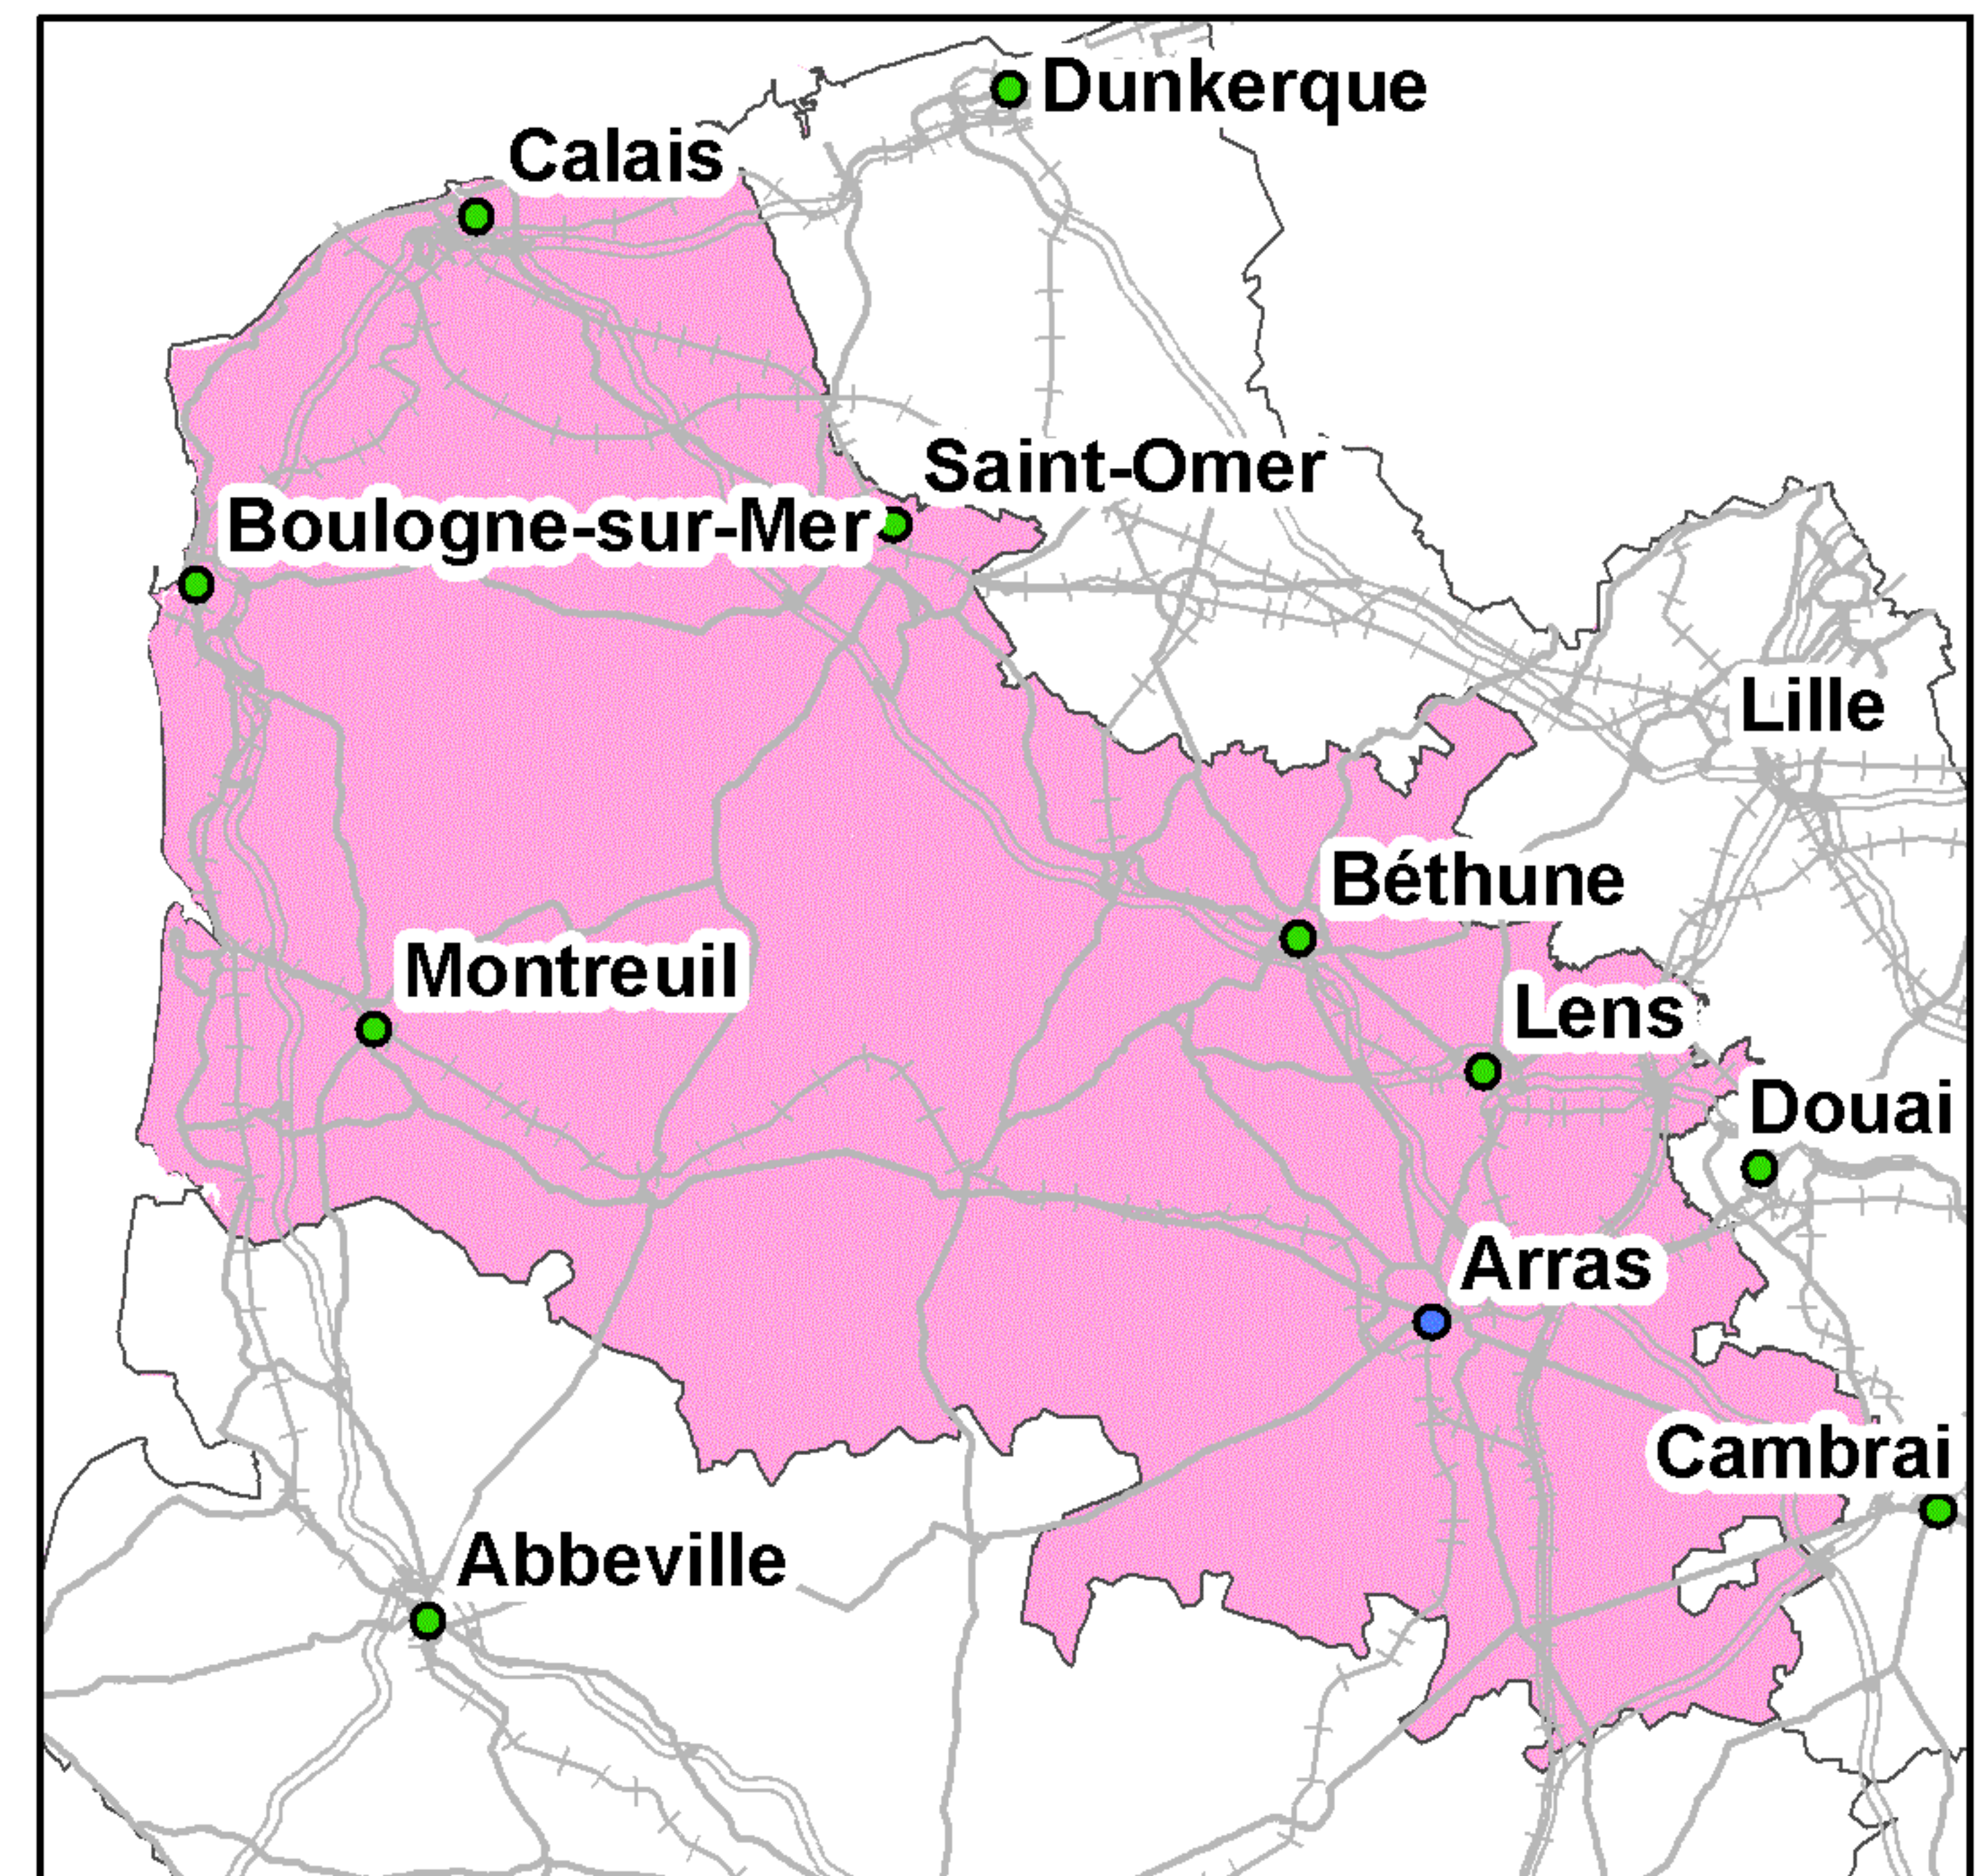 Dunkerque
Calais
Saint-Omer
Boulogne-sur-Mer
Lille
Béthune
Montreuil
Lens
Douai
Arras
Cambrai
Abbeville